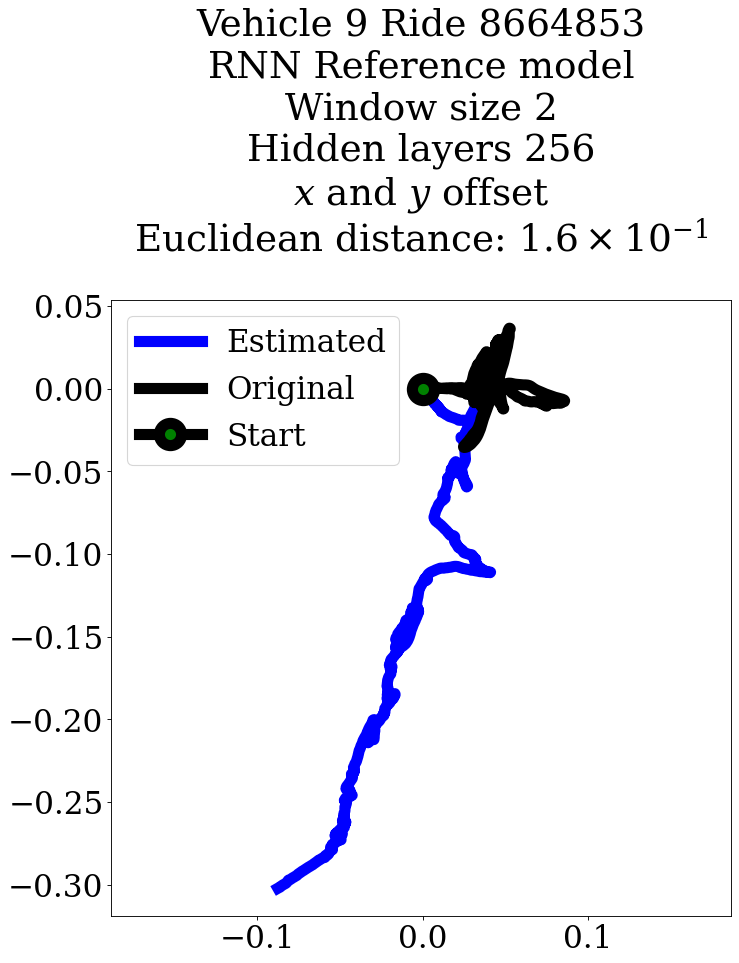 Vehicle 9 Ride 8664853
RNN Reference model
Window size 2
Hidden layers 256
x and y offset
Euclidean distance: 1.6 × 10⁻¹
Estimated
Original
Start
0.05
0.00
−0.05
−0.10
−0.15
−0.20
−0.25
−0.30
−0.1 0.0 0.1